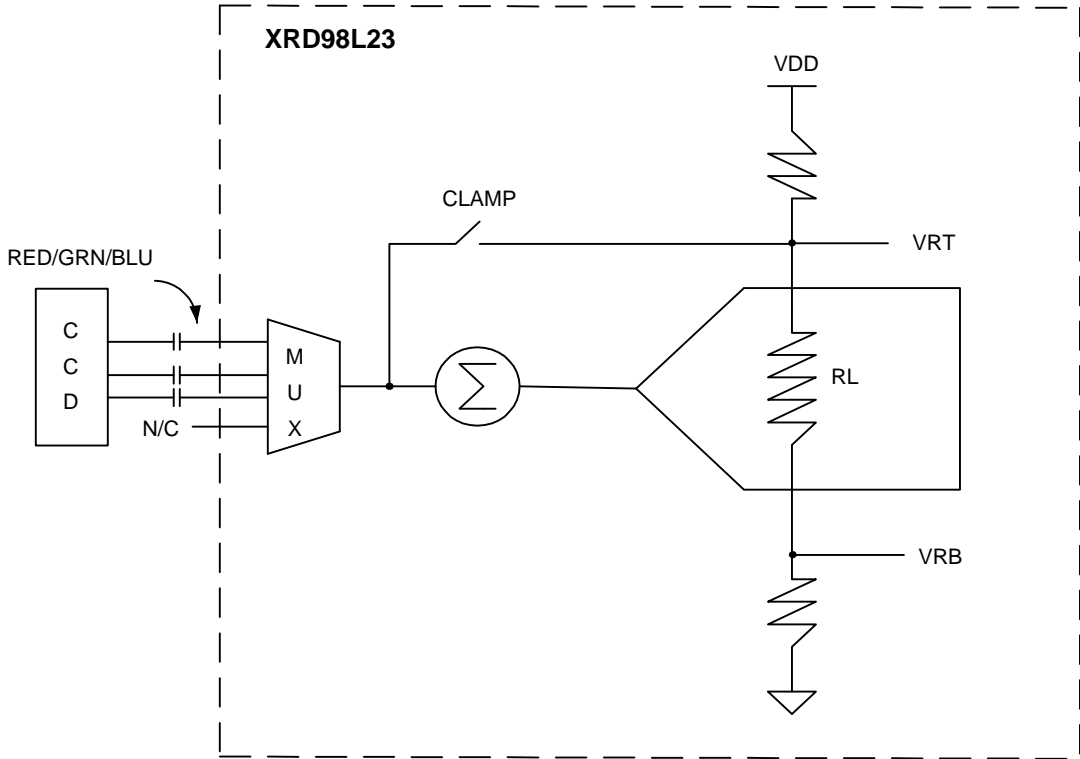 XRD98L23
VDD
CLAMP
VRT
RED/GRN/BLU
C
C
D
M
U
X
Σ
RL
N/C
VRB